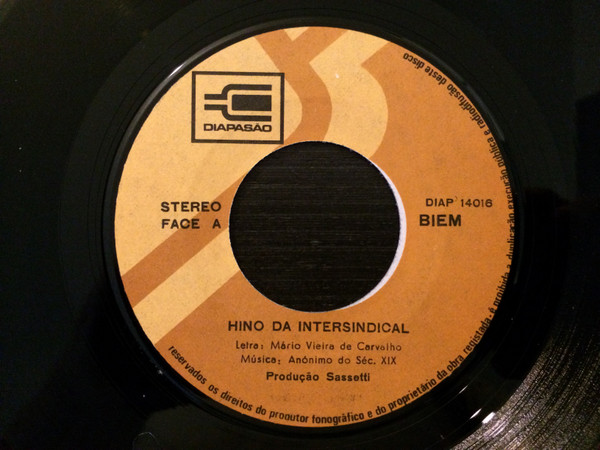 DIAPASÃO
STEREO
FACE A
DIAP 14016
BIEM
HINO DA INTERSINDICAL
Letra: Mário Vieira de Carvalho
Música: Anónimo do Séc. XIX
Produção Sassetti
reservados os direitos do produtor fonográfico e do proprietário da obra registada é proibida a duplicação execução pública e radiodifusão deste disco